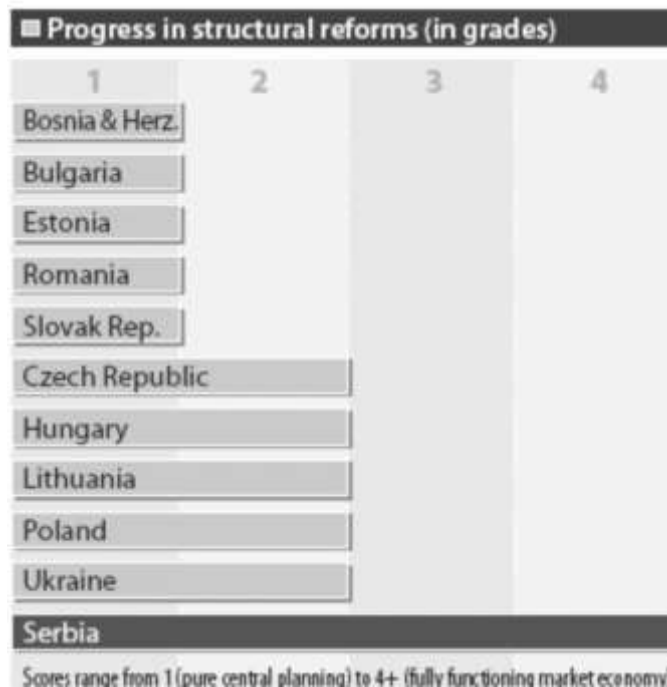 Progress in structural reforms (in grades)
1 2 3 4
Bosnia & Herz.
Bulgaria
Estonia
Romania
Slovak Rep.
Czech Republic
Hungary
Lithuania
Poland
Ukraine
Serbia
Scores range from 1 (pure central planning) to 4+ (fully functioning market economy)